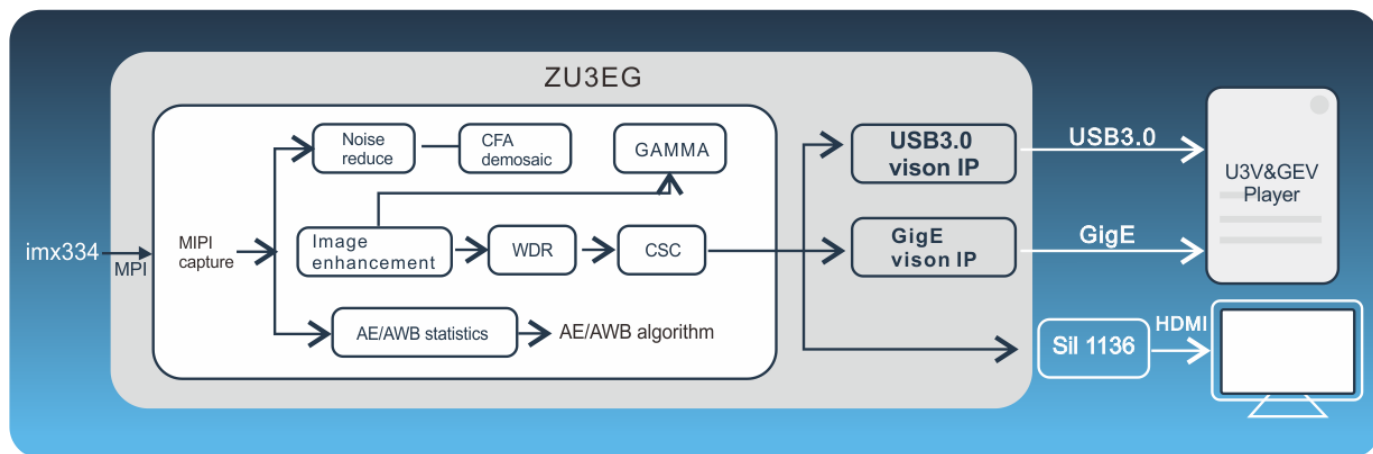 ZU3EG
imx334
MPI
MIPI
capture
Noise
reduce
CFA
demosaic
GAMMA
Image
enhancement
WDR
CSC
AE/AWB statistics
AE/AWB algorithm
USB3.0
vison IP
GigE
vison IP
USB3.0
GigE
U3V&GEV
Player
Sil 1136
HDMI